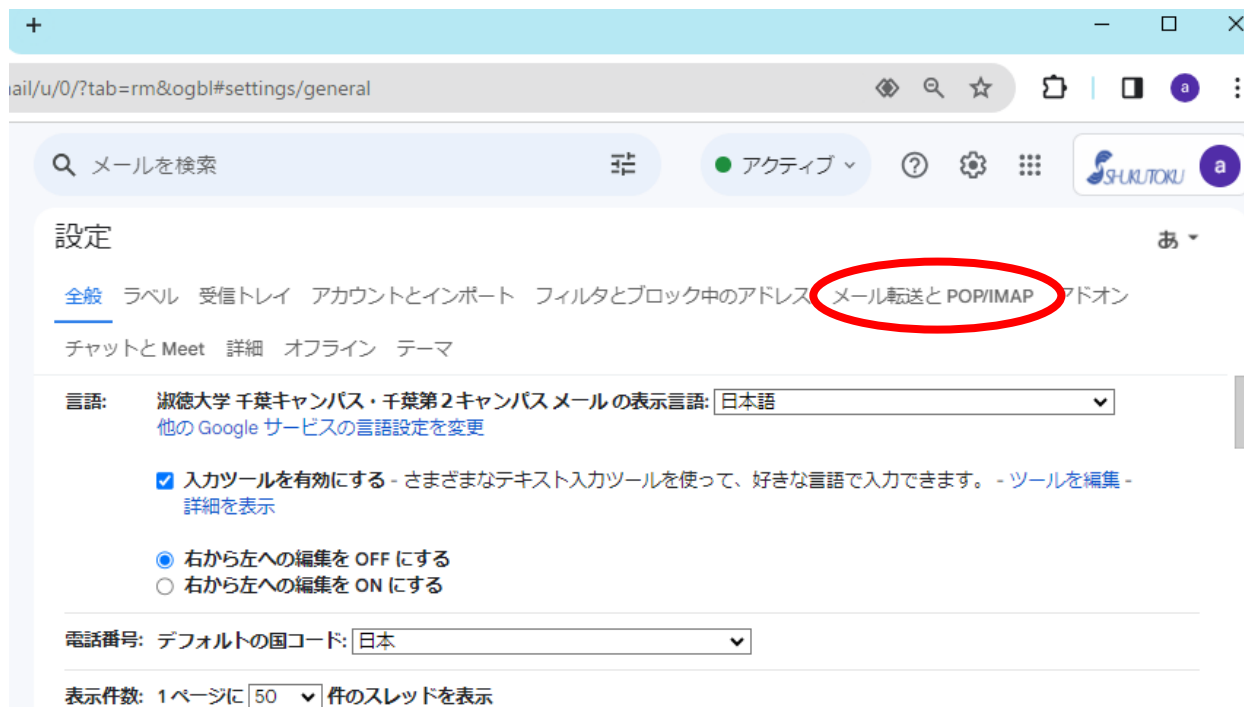 +
ail/u/0/?tab=rm&ogbl#settings/general
a
メールを検索
アクティブ
SHUKUTOKU
a
設定
あ
全般 ラベル 受信トレイ アカウントとインポート フィルタとブロック中のアドレス メール転送と POP/IMAP アドオン
チャットと Meet 詳細 オフライン テーマ
言語: 淑徳大学 千葉キャンパス・千葉第2キャンパス メール の表示言語: 日本語
他の Google サービスの言語設定を変更
入力ツールを有効にする - さまざまなテキスト入力ツールを使って、好きな言語で入力できます。 - ツールを編集 -
詳細を表示
右から左への編集を OFF にする
右から左への編集を ON にする
電話番号: デフォルトの国コード: 日本
表示件数: 1 ページに 50 件のスレッドを表示